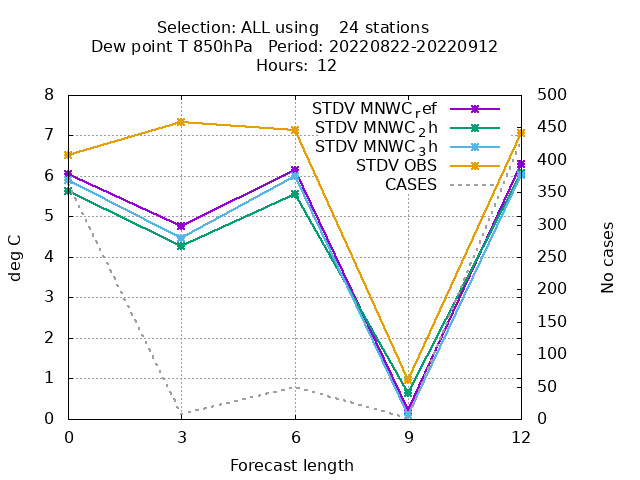 Selection: ALL using    24 stations
Dew point T 850hPa   Period: 20220822-20220912
Hours: 12
STDV MNWC_ref
STDV MNWC_2h
STDV MNWC_3h
STDV OBS
CASES
deg C
8
7
6
5
4
3
2
1
0
500
450
400
350
300
250
200
150
100
50
0
No cases
0 3 6 9 12
Forecast length